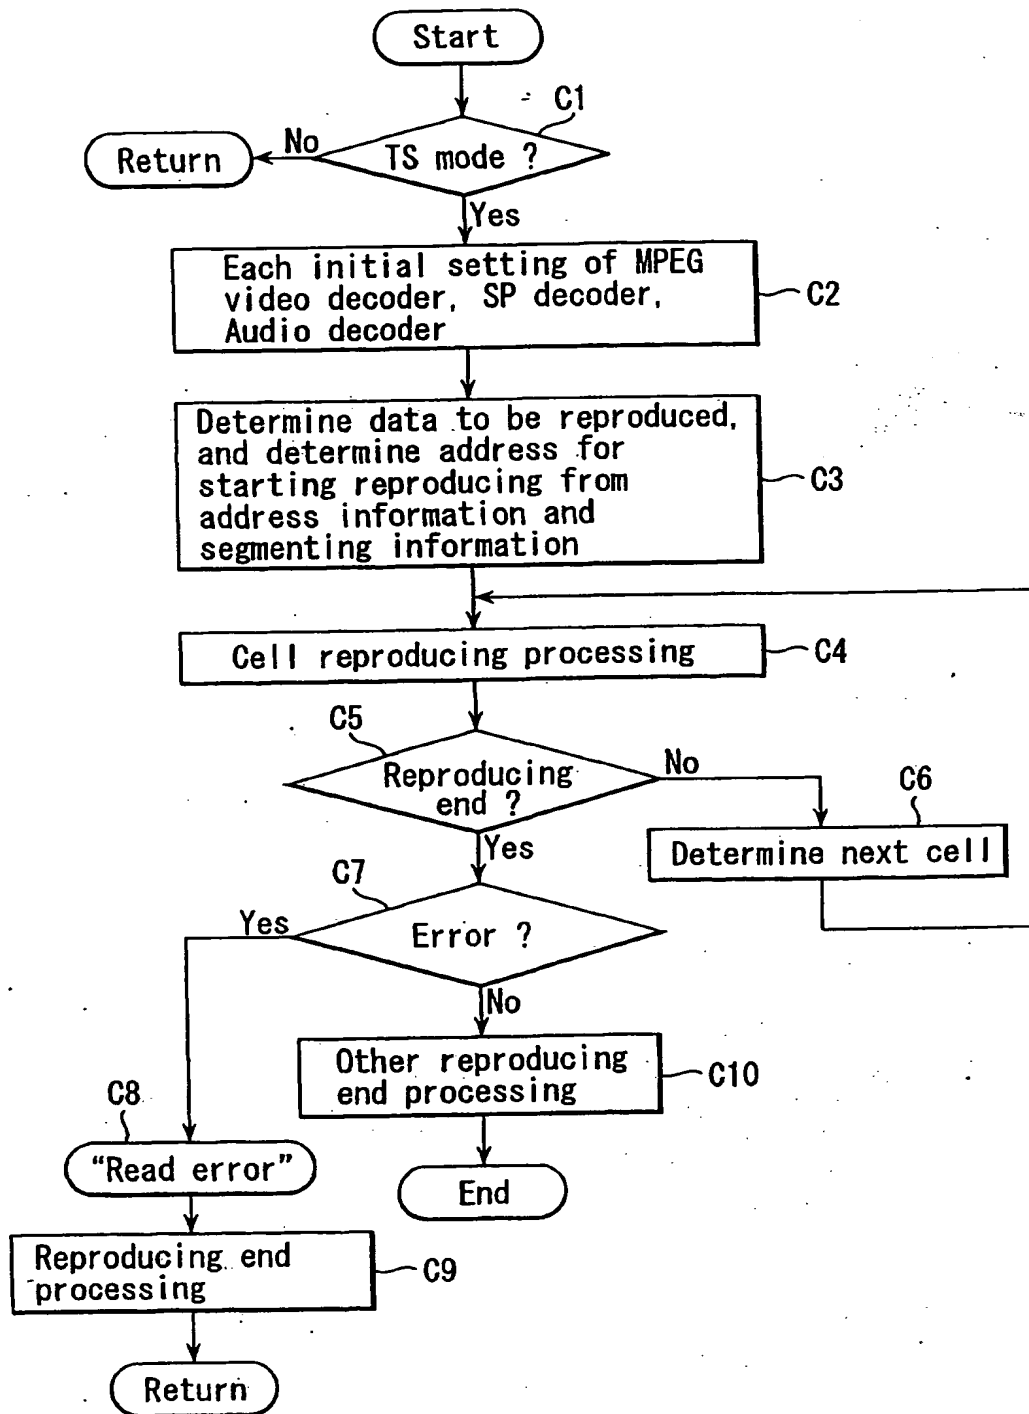 Start
C1
TS mode ?
No
Return
Yes
Each initial setting of MPEG
video decoder, SP decoder,
Audio decoder
C2
Determine data to be reproduced,
and determine address for
starting reproducing from
address information and
segmenting information
C3
Cell reproducing processing
C4
C5
Reproducing
end ?
No
C6
Determine next cell
Yes
C7
Error ?
Yes
No
Other reproducing
end processing
C10
End
C8
“Read error”
Reproducing end
processing
C9
Return